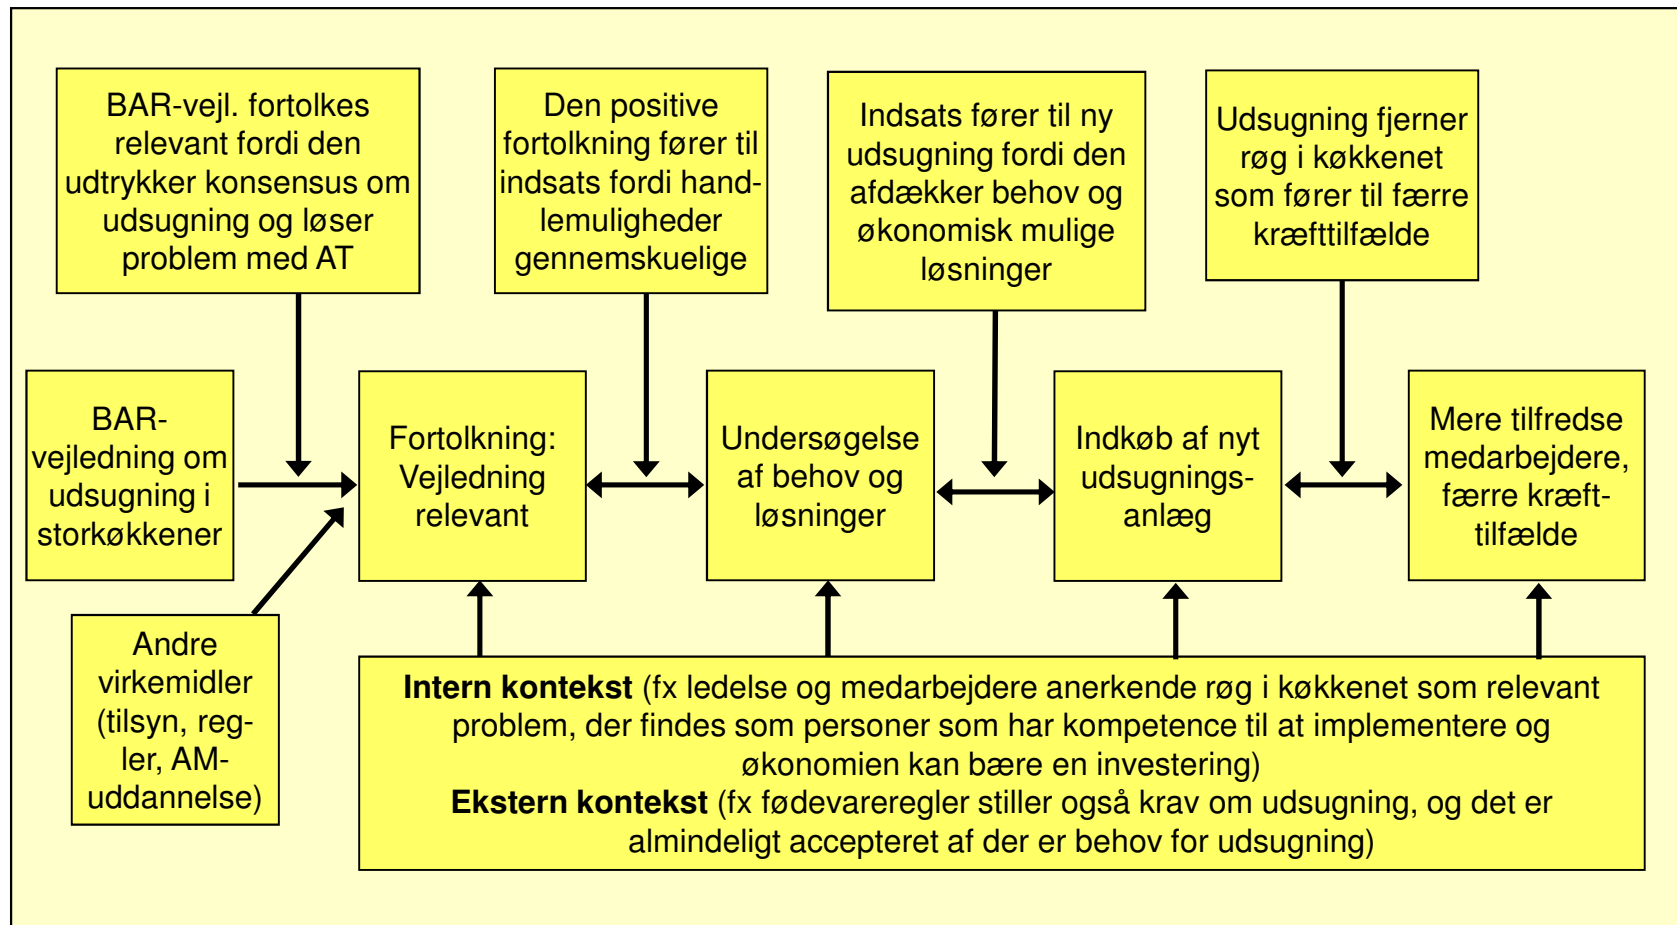 BAR-vejl. fortolkes
relevant fordi den
udtrykker konsensus om
udsugning og løser
problem med AT
Den positive
fortolkning fører til
indsats fordi hand-
lemuligheder
gennemskuelige
Indsats fører til ny
udsugning fordi den
afdækker behov og
økonomisk mulige
løsninger
Udsugning fjerner
røg i køkkenet
som fører til færre
kræfttilfælde
BAR-
vejledning om
udsugning i
storkøkkener
Fortolkning:
Vejledning
relevant
Undersøgelse
af behov og
løsninger
Indkøb af nyt
udsugnings-
anlæg
Mere tilfredse
medarbejdere,
færre kræft-
tilfælde
Andre
virkemidler
(tilsyn, reg-
ler, AM-
uddannelse)
Intern kontekst (fx ledelse og medarbejdere anerkende røg i køkkenet som relevant
problem, der findes som personer som har kompetence til at implementere og
økonomien kan bære en investering)
Ekstern kontekst (fx fødevareregler stiller også krav om udsugning, og det er
almindeligt accepteret af der er behov for udsugning)